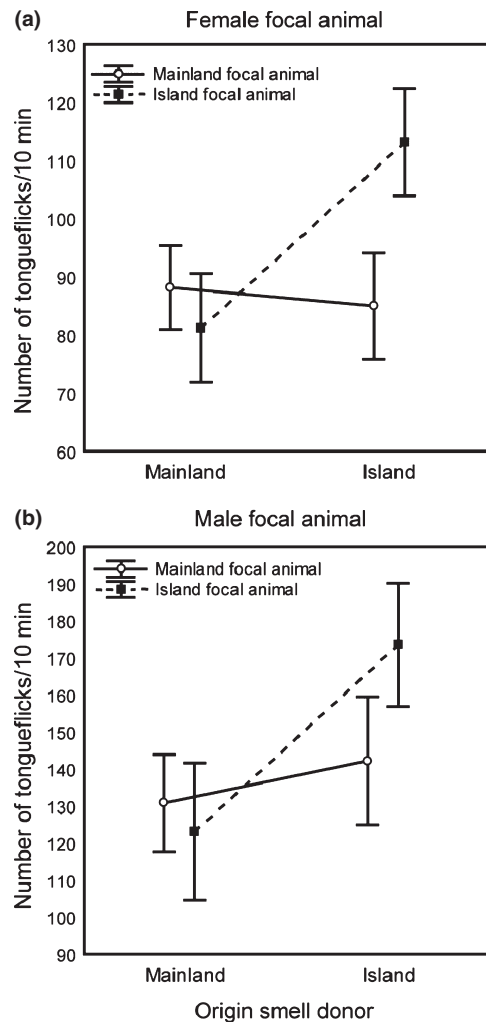 (a) Female focal animal
130
Mainland focal animal
120
Island focal animal
110
100
90
80
70
60
Number of tongueflicks/10 min
Mainland Island
(b) Male focal animal
200
Mainland focal animal
190
Island focal animal
180
170
160
150
140
130
120
110
100
90
Number of tongueflicks/10 min
Mainland Island
Origin smell donor